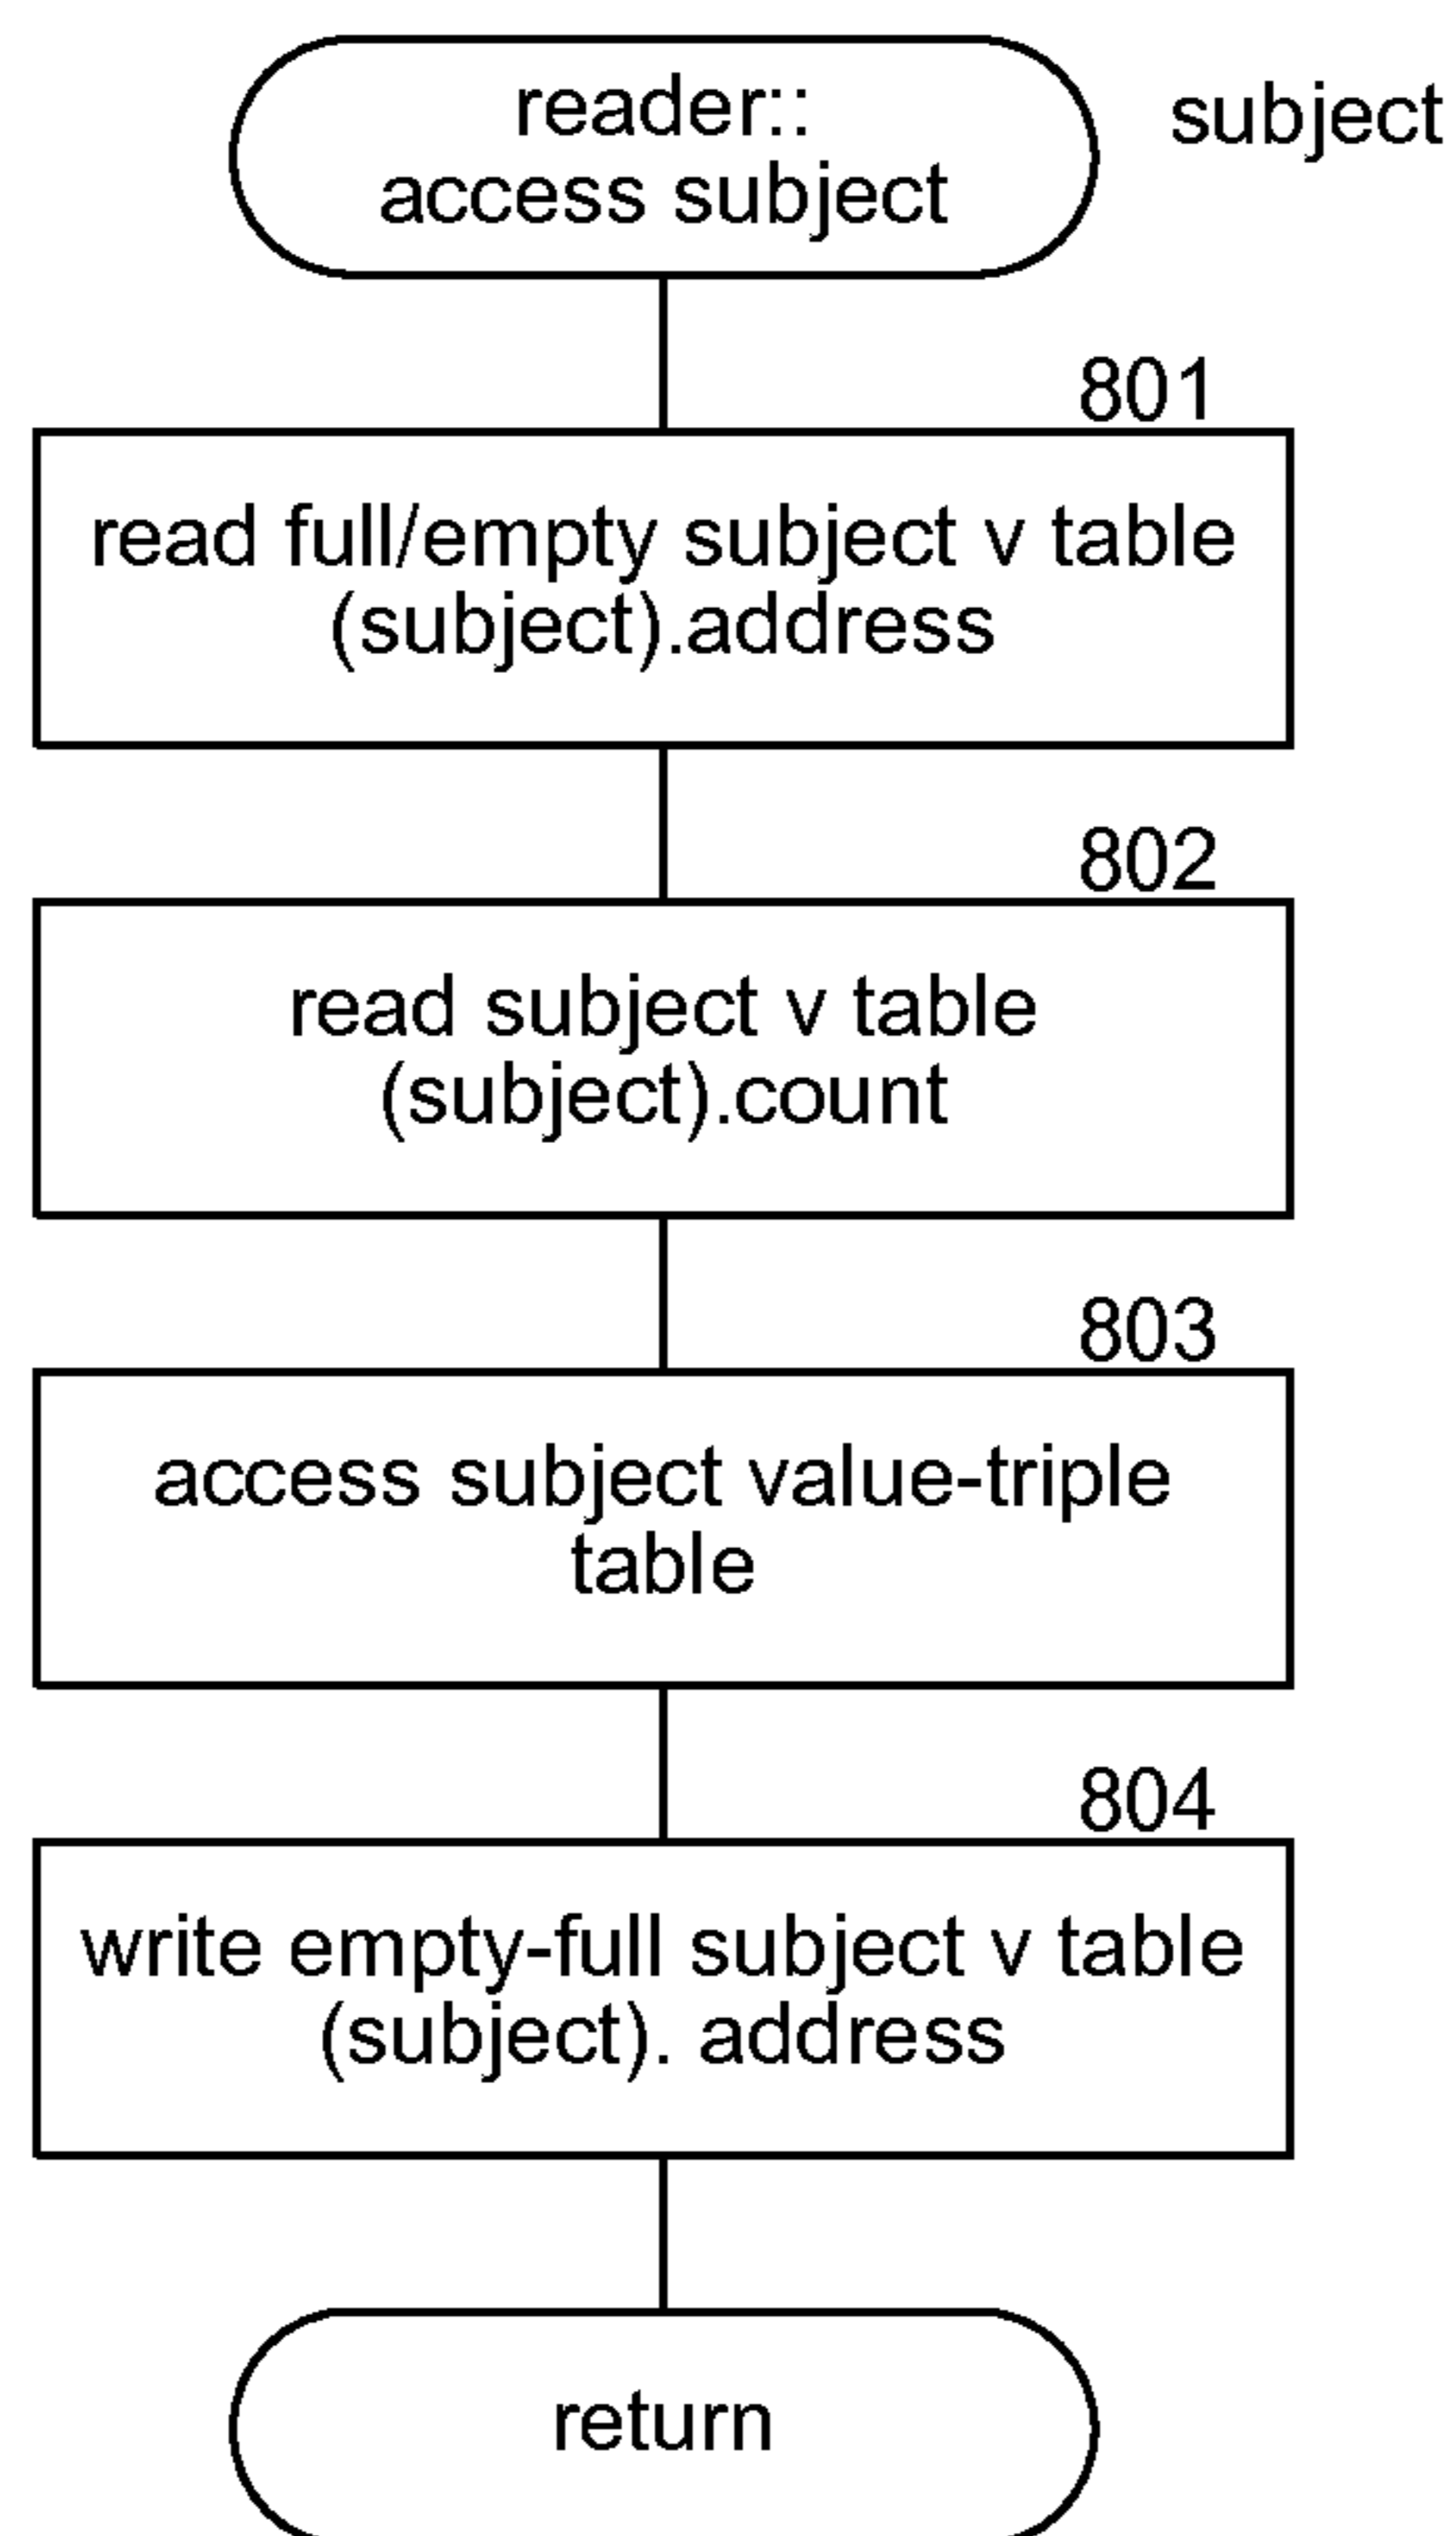 reader::
access subject
subject
801
read full/empty subject v table
(subject).address
802
read subject v table
(subject).count
803
access subject value-triple
table
804
write empty-full subject v table
(subject). address
return